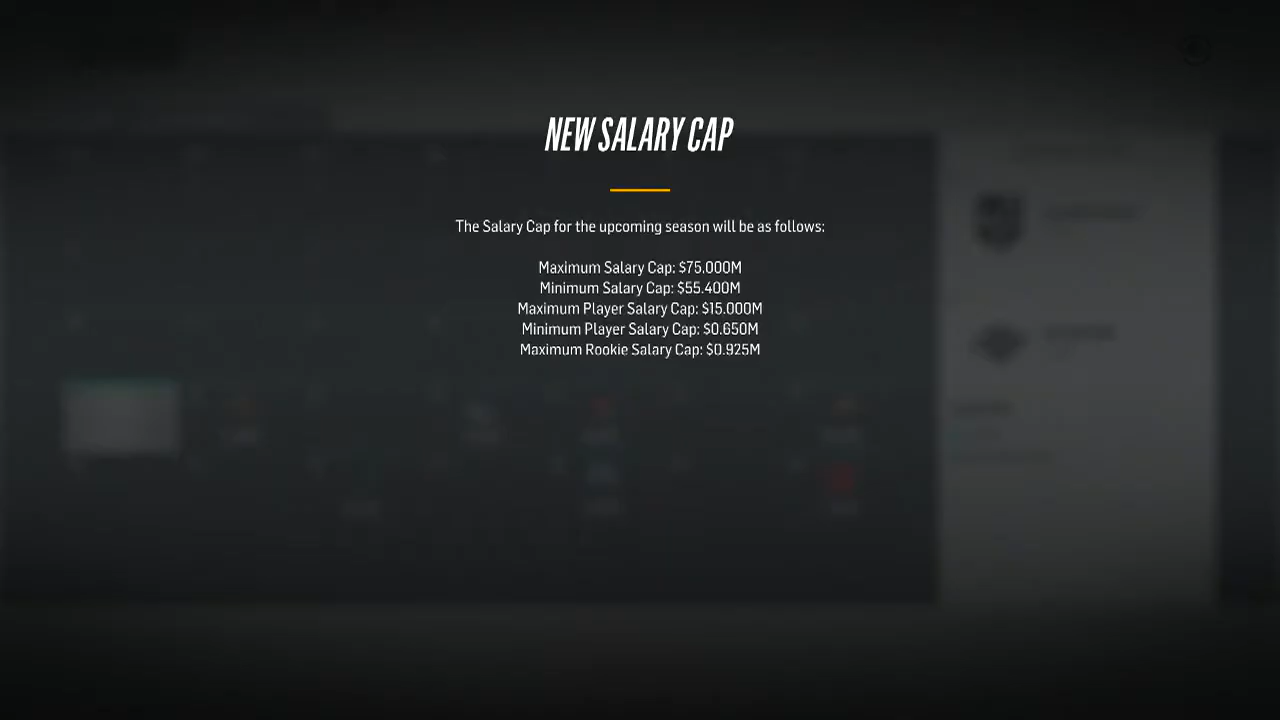 NEW SALARY CAP
The Salary Cap for the upcoming season will be as follows:
Maximum Salary Cap: $75.000M
Minimum Salary Cap: $55.400M
Maximum Player Salary Cap: $15.000M
Minimum Player Salary Cap: $0.650M
Maximum Rookie Salary Cap: $0.925M